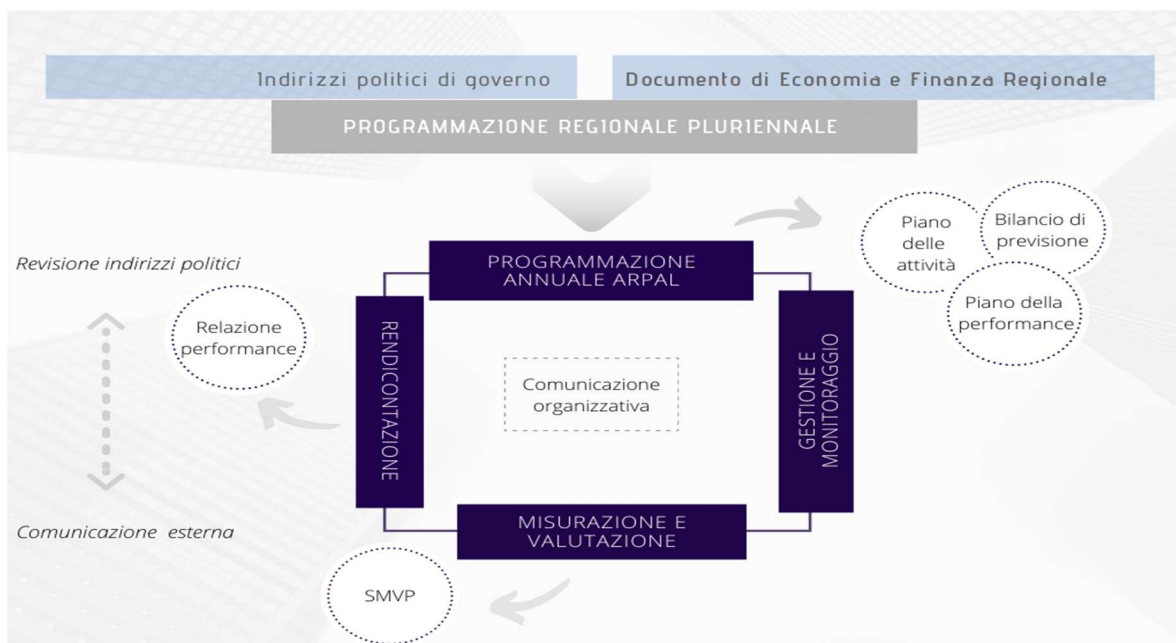 Indirizzi politici di governo
Documento di Economia e Finanza Regionale
PROGRAMMAZIONE REGIONALE PLURIENNALE
Piano
delle
attività
Bilancio di
previsione
Piano della
performance
PROGRAMMAZIONE
ANNUALE ARPAL
Revisione indirizzi politici
Relazione
performance
RENDICONTAZIONE
Comunicazione
organizzativa
GESTIONE E
MONITORAGGIO
MISURAZIONE E
VALUTAZIONE
Comunicazione esterna
SMVP